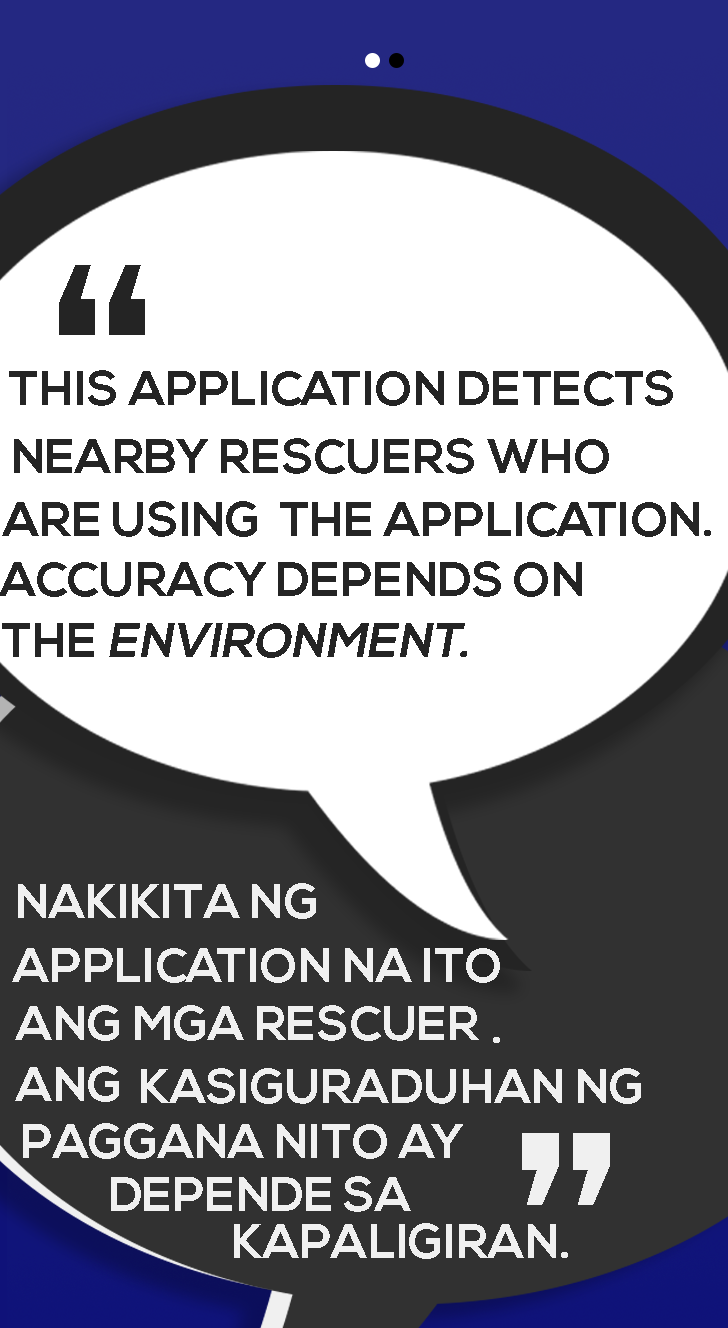 “
THIS APPLICATION DETECTS
NEARBY RESCUERS WHO
ARE USING THE APPLICATION.
ACCURACY DEPENDS ON
THE ENVIRONMENT.
NAKIKITA NG
APPLICATION NA ITO
ANG MGA RESCUER .
ANG KASIGURADUHAN NG
PAGGANA NITO AY
DEPENDE SA ”
KAPALIGIRAN.